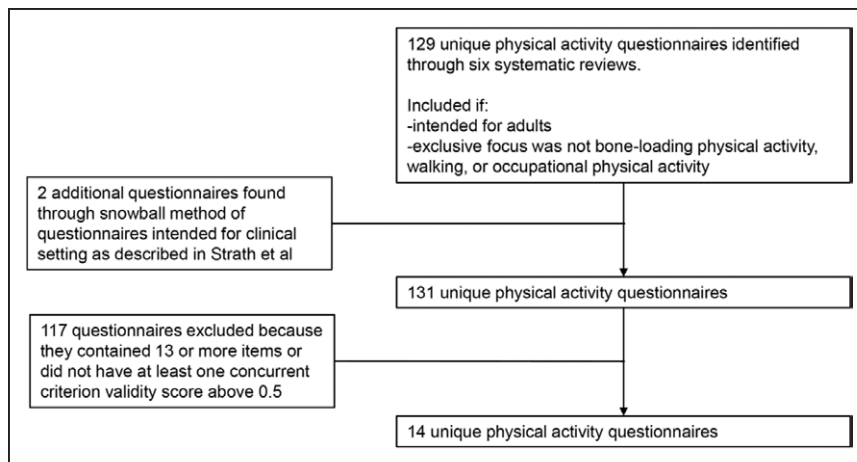 129 unique physical activity questionnaires identified
through six systematic reviews.
Included if:
-intended for adults
-exclusive focus was not bone-loading physical activity,
walking, or occupational physical activity
2 additional questionnaires found
through snowball method of
questionnaires intended for clinical
setting as described in Strath et al
131 unique physical activity questionnaires
117 questionnaires excluded because
they contained 13 or more items or
did not have at least one concurrent
criterion validity score above 0.5
14 unique physical activity questionnaires